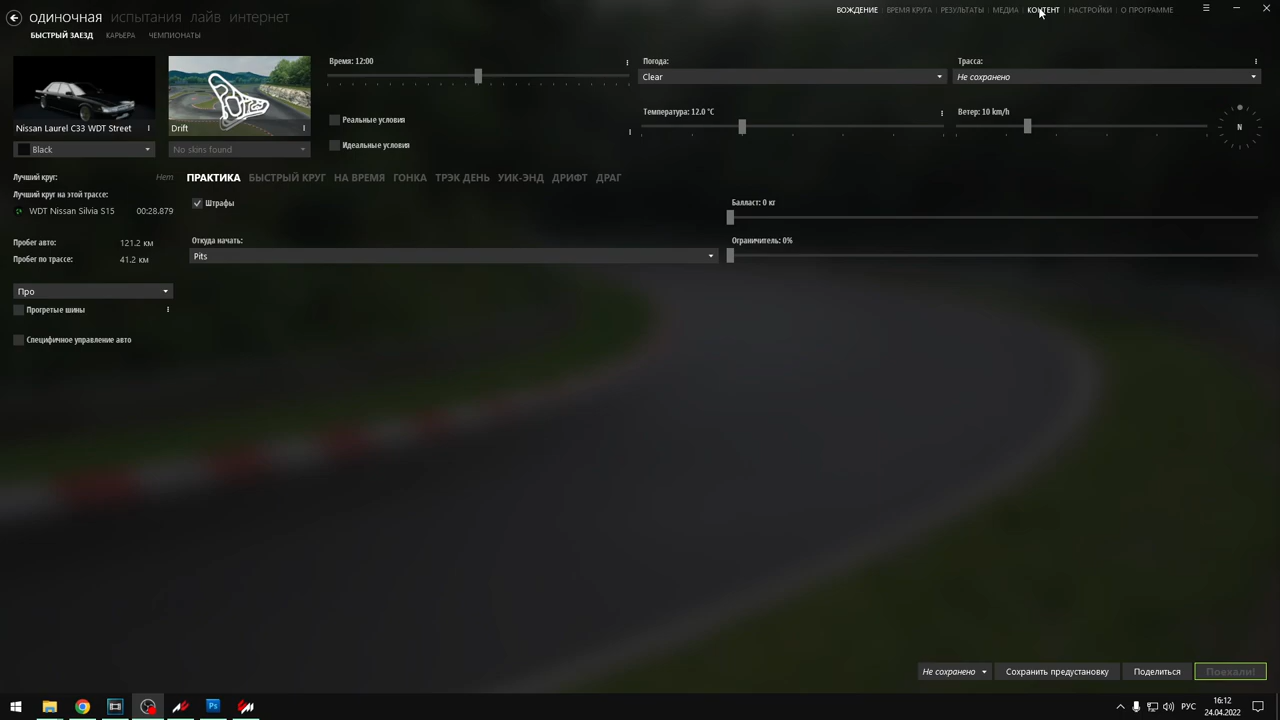 одиночная испытания лайв интернет
ВОЖДЕНИЕ ВРЕМЯ КРУГА РЕЗУЛЬТАТЫ МЕДИА КОНТЕНТ НАСТРОЙКИ О ПРОГРАММЕ
БЫСТРЫЙ ЗАЕЗД КАРЬЕРА ЧЕМПИОНАТЫ
Nissan Laurel C33 WDT Street
Black
Drift
No skins found
Время: 12:00
Реальные условия
Идеальные условия
Погода:
Clear
Температура: 12.0 °C
Трасса:
Не сохранено
Ветер: 10 km/h
N
Лучший круг: Нет
Лучший круг на этой трассе:
WDT Nissan Silvia S15 00:28.879
Пробег авто: 121.2 км
Пробег по трассе: 41.2 км
Про
Прогретые шины
Специфичное управление авто
ПРАКТИКА БЫСТРЫЙ КРУГ НА ВРЕМЯ ГОНКА ТРЭК ДЕНЬ УИК-ЭНД ДРИФТ ДРАГ
Штрафы
Откуда начать:
Pits
Балласт: 0 кг
Ограничитель: 0%
Не сохранено Сохранить предустановку Поделиться Поехали!
Ps
РУС
16:12
24.04.2022